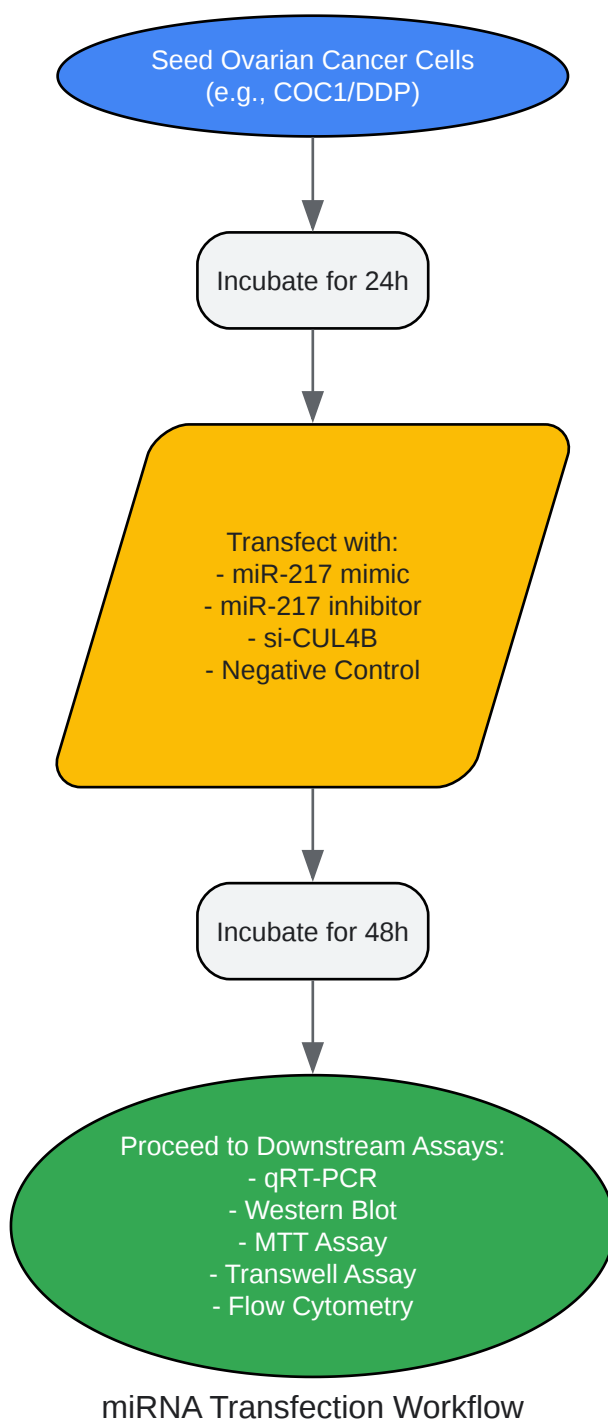 Seed Ovarian Cancer Cells
(e.g., COC1/DDP)
Incubate for 24h
Transfect with:
- miR-217 mimic
- miR-217 inhibitor
- si-CUL4B
- Negative Control
Incubate for 48h
Proceed to Downstream Assays:
- qRT-PCR
- Western Blot
- MTT Assay
- Transwell Assay
- Flow Cytometry
miRNA Transfection Workflow